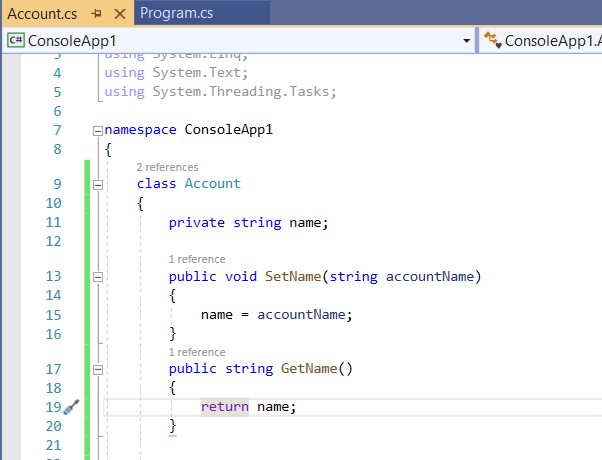 Account.cs Program.cs
C# ConsoleApp1 ConsoleApp1.
3 using System.Linq;
4 using System.Text;
5 using System.Threading.Tasks;
6
7 namespace ConsoleApp1
8 {
2 references
9 class Account
10 {
11 private string name;
12
1 reference
13 public void SetName(string accountName)
14 {
15 name = accountName;
16 }
1 reference
17 public string GetName()
18 {
19 return name;
20 }
21